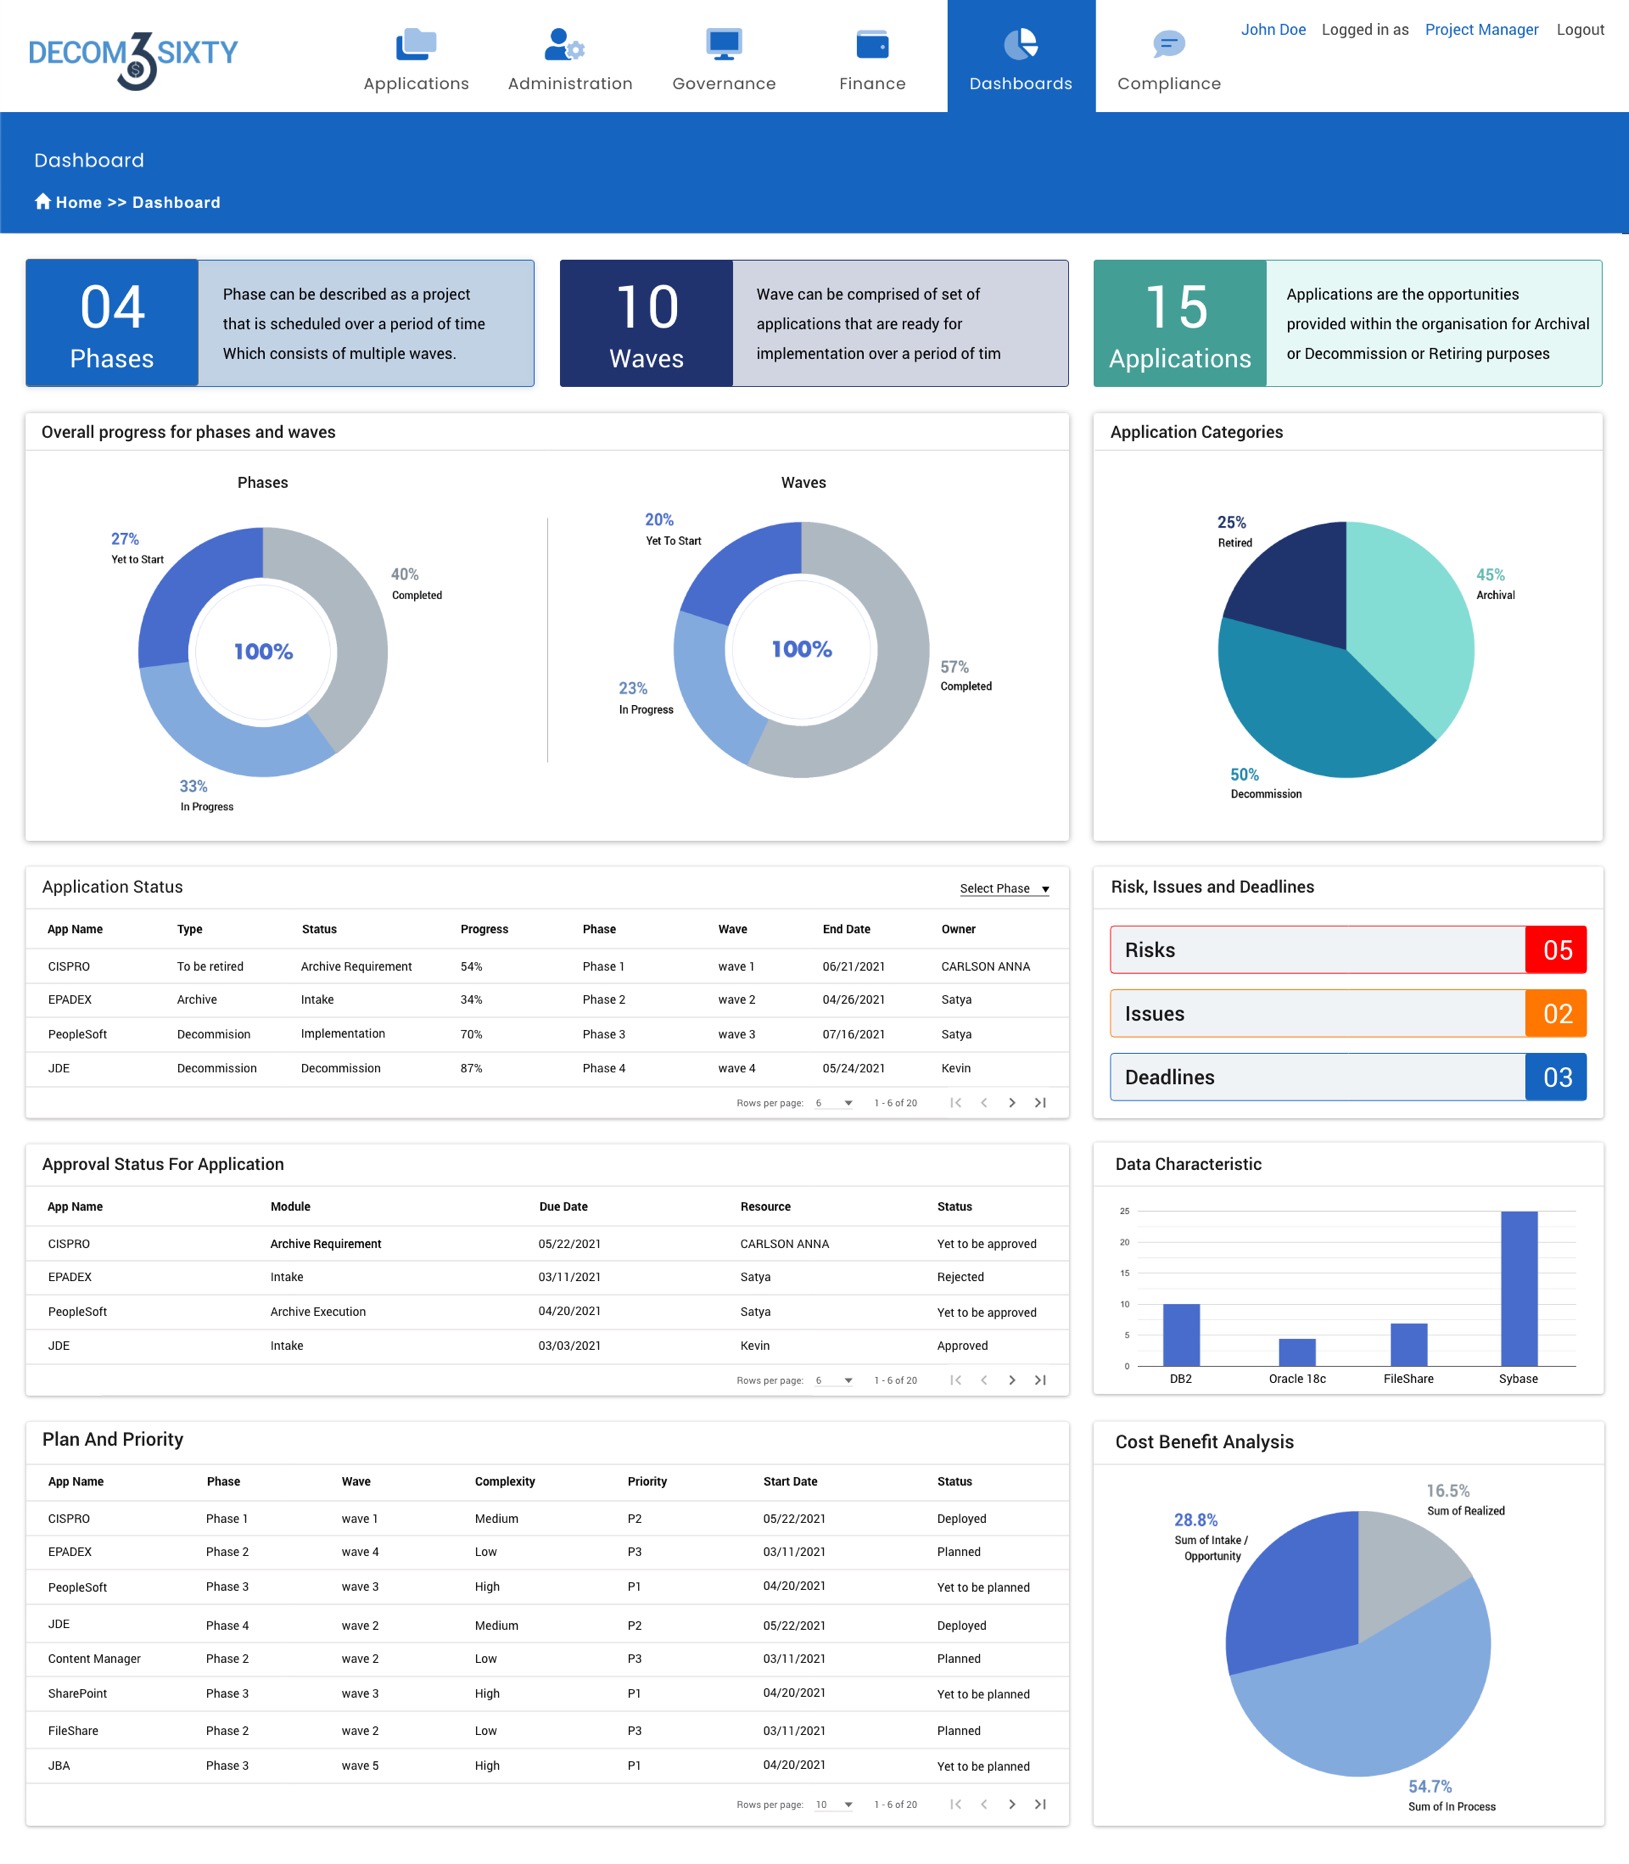 DECOM3SIXTY
Applications
Administration
Governance
Finance
Dashboards
Compliance
John Doe Logged in as Project Manager Logout
Dashboard
Home >> Dashboard
04
Phases
Phase can be described as a project
that is scheduled over a period of time
Which consists of multiple waves.
10
Waves
Wave can be comprised of set of
applications that are ready for
implementation over a period of tim
15
Applications
Applications are the opportunities
provided within the organisation for Archival
or Decommission or Retiring purposes
Overall progress for phases and waves
Phases
27%
Yet to Start
40%
Completed
100%
33%
In Progress
Waves
20%
Yet To Start
57%
Completed
100%
23%
In Progress
Application Categories
25%
Retired
45%
Archival
50%
Decommission
Application Status
Select Phase
App Name Type Status Progress Phase Wave End Date Owner
CISPRO To be retired Archive Requirement 54% Phase 1 wave 1 06/21/2021 CARLSON ANNA
EPADEX Archive Intake 34% Phase 2 wave 2 04/26/2021 Satya
PeopleSoft Decommision Implementation 70% Phase 3 wave 3 07/16/2021 Satya
JDE Decommission Decommission 87% Phase 4 wave 4 05/24/2021 Kevin
Rows per page: 6 1 - 6 of 20
Risk, Issues and Deadlines
Risks 05
Issues 02
Deadlines 03
Approval Status For Application
App Name Module Due Date Resource Status
CISPRO Archive Requirement 05/22/2021 CARLSON ANNA Yet to be approved
EPADEX Intake 03/11/2021 Satya Rejected
PeopleSoft Archive Execution 04/20/2021 Satya Yet to be approved
JDE Intake 03/03/2021 Kevin Approved
Rows per page: 6 1 - 6 of 20
Data Characteristic
25
20
15
10
5
0
DB2 Oracle 18c FileShare Sybase
Plan And Priority
App Name Phase Wave Complexity Priority Start Date Status
CISPRO Phase 1 wave 1 Medium P2 05/22/2021 Deployed
EPADEX Phase 2 wave 4 Low P3 03/11/2021 Planned
PeopleSoft Phase 3 wave 3 High P1 04/20/2021 Yet to be planned
JDE Phase 4 wave 2 Medium P2 05/22/2021 Deployed
Content Manager Phase 2 wave 2 Low P3 03/11/2021 Planned
SharePoint Phase 3 wave 3 High P1 04/20/2021 Yet to be planned
FileShare Phase 2 wave 2 Low P3 03/11/2021 Planned
JBA Phase 3 wave 5 High P1 04/20/2021 Yet to be planned
Rows per page: 10 1 - 6 of 20
Cost Benefit Analysis
16.5%
Sum of Realized
28.8%
Sum of Intake /
Opportunity
54.7%
Sum of In Process